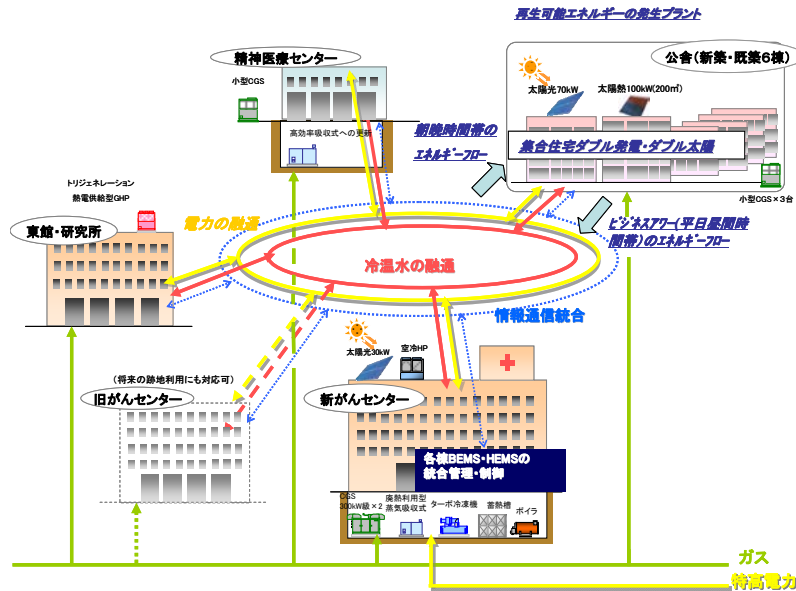 再生可能エネルギーの発生プラント
精神医療センター
公舎(新築・既築6棟)
小型CGS
太陽光70kW
太陽熱100kW(200㎡)
高効率吸収式への更新
朝晩時間帯の
エネルギーフロー
集合住宅ダブル発電・ダブル太陽
小型CGS×3台
トリジェネレーション
熱電供給型GHP
電力の融通
ビジネスアワー(平日昼間時
間帯)のエネルギーフロー
東館・研究所
冷温水の融通
情報通信統合
太陽光30kW
空冷HP
(将来の跡地利用にも対応可)
旧がんセンター
新がんセンター
各棟BEMS・HEMSの
統合管理・制御
CGS
300kW級×2
廃熱利用型
蒸気吸収式
ターボ冷凍機
蓄熱槽
ボイラ
ガス
特高電力